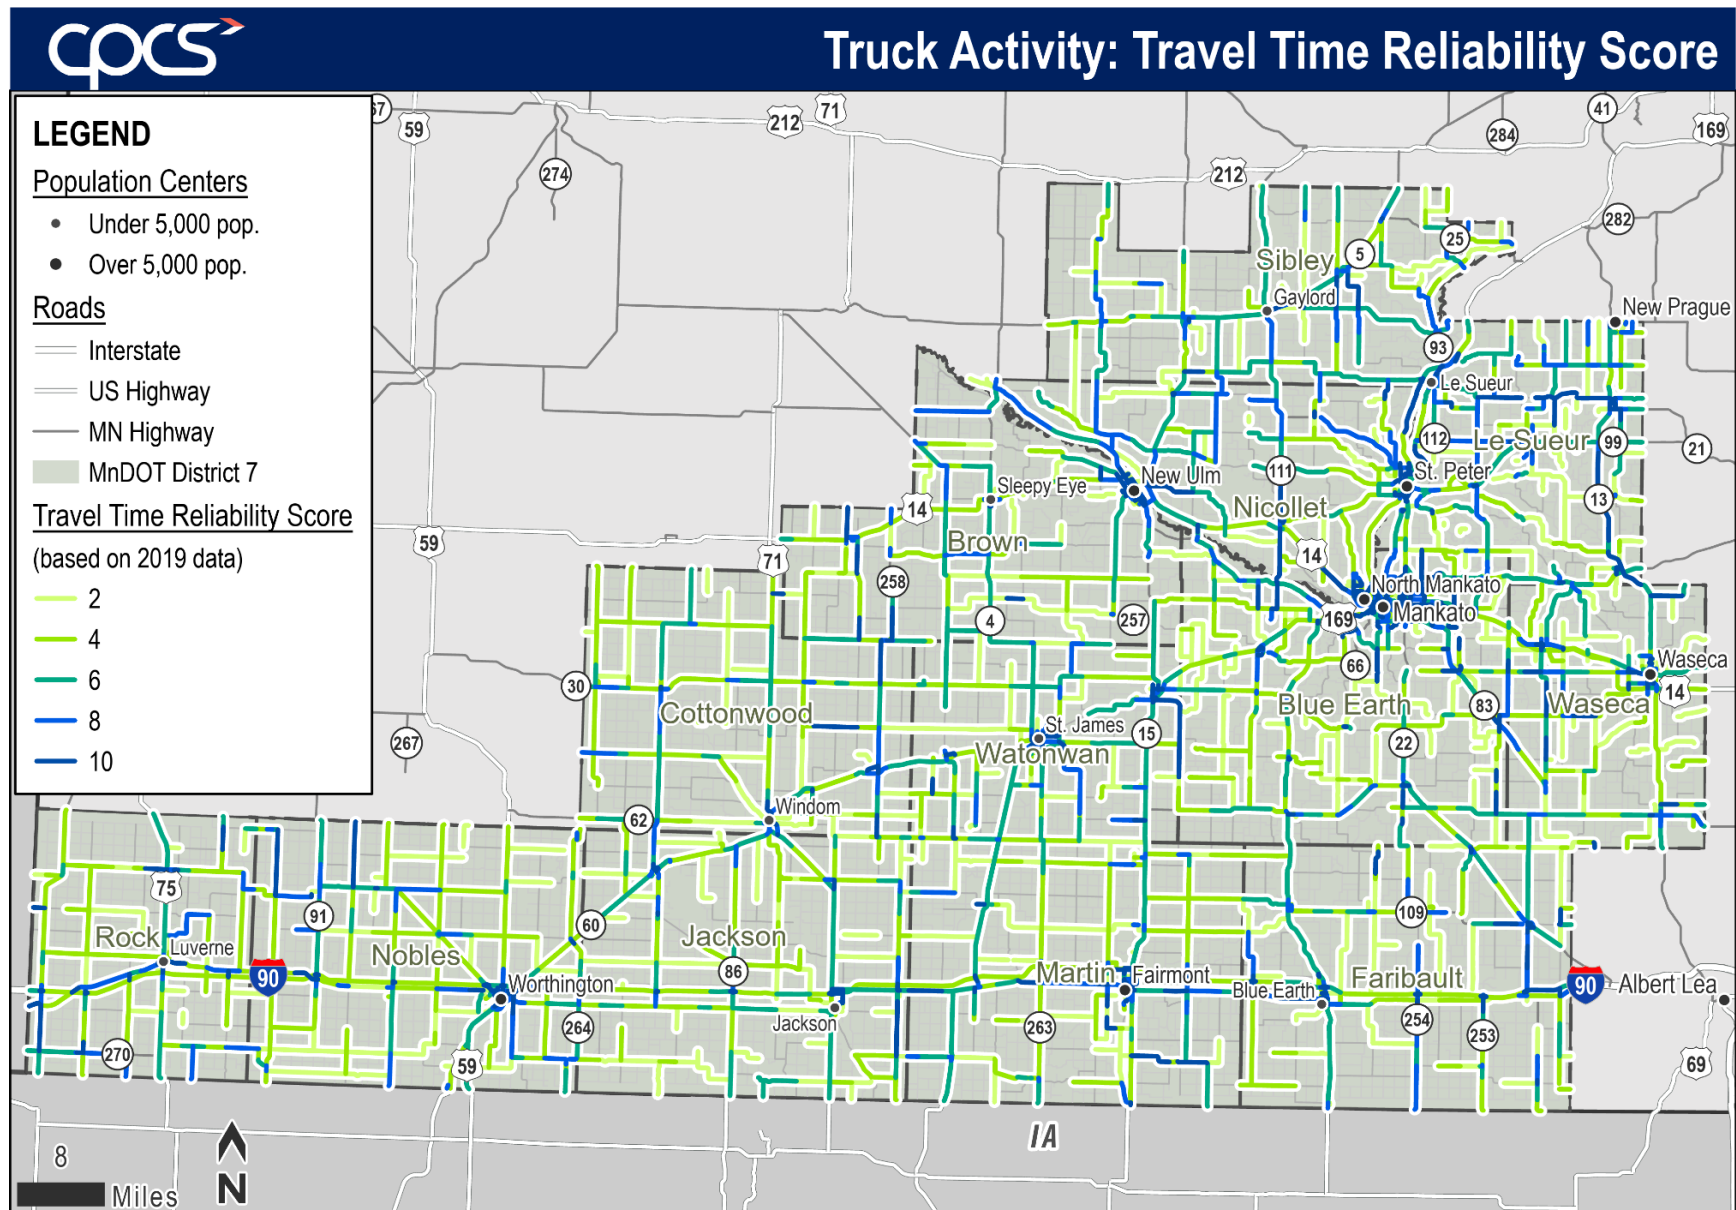 cpcs
Truck Activity: Travel Time Reliability Score
LEGEND
Population Centers
Under 5,000 pop.
Over 5,000 pop.
Roads
Interstate
US Highway
MN Highway
MnDOT District 7
Travel Time Reliability Score
(based on 2019 data)
2
4
6
8
10
67
59
212
71
41
284
169
274
212
282
5
25
Sibley
Gaylord
New Prague
93
Le Sueur
112
Le Sueur
99
21
111
St. Peter
New Ulm
Sleepy Eye
13
14
Nicollet
59
71
Brown
14
258
North Mankato
Mankato
4
257
169
66
Waseca
14
30
Cottonwood
Blue Earth
83
Waseca
267
St. James
15
22
Watonwan
Windom
62
75
91
60
109
Rock
Luverne
Nobles
Jackson
86
90
Worthington
Martin
Fairmont
Faribault
Blue Earth
90
Albert Lea
Jackson
264
263
254
253
270
59
69
IA
8
Miles
N